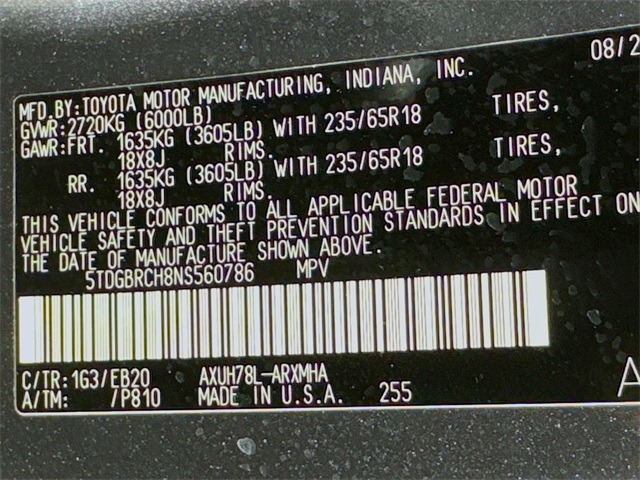 08/2
MFD.BY:TOYOTA MOTOR MANUFACTURING, INDIANA, INC.
GVWR:2720KG (6000LB)
GAWR:FRT. 1635KG (3605LB) WITH 235/65R18 TIRES,
18X8J RIMS.
RR. 1635KG (3605LB) WITH 235/65R18 TIRES,
18X8J RIMS.
THIS VEHICLE CONFORMS TO ALL APPLICABLE FEDERAL MOTOR
VEHICLE SAFETY AND THEFT PREVENTION STANDARDS IN EFFECT ON
THE DATE OF MANUFACTURE SHOWN ABOVE.
5TDGBRCH8NS560786 MPV
C/TR:1G3/EB20 AXUH78L-ARXMHA
A/TM: /P810 MADE IN U.S.A. 255 A